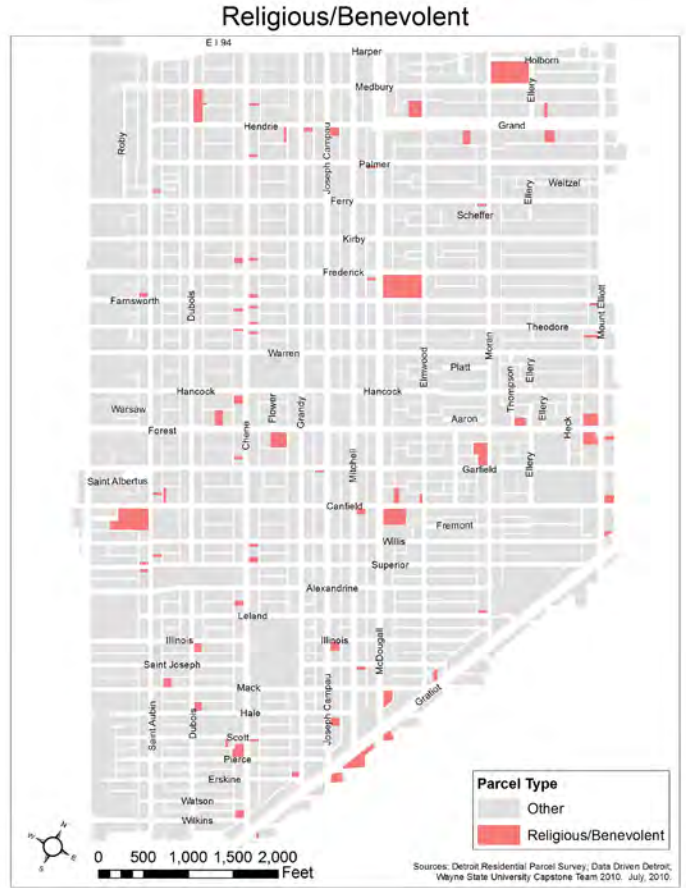 Religious/Benevolent
E I 94
Harper
Holborn
Medbury
Ellery
Hendrie
Grand
Roby
Joseph Campau
Palmer
Weitzel
Ellery
Ferry
Scheffer
Kirby
Frederick
Farnsworth
Dubois
Mount Elliott
Theodore
Moran
Warren
Elmwood
Platt
Ellery
Hancock
Hancock
Thompson
Flower
Grandy
Warsaw
Aaron
Ellery
Heck
Forest
Chene
Mitchell
Garfield
Ellery
Saint Albertus
Canfield
Fremont
Willis
Superior
Alexandrine
Leland
Illinois
Illinois
McDougall
Saint Joseph
Mack
Gratiot
Saint Aubin
Dubois
Hale
Joseph Campau
Scott
Pierce
Erskine
Watson
Wilkins
Parcel Type
Other
Religious/Benevolent
N
W
E
S
0 500 1,000 1,500 2,000
Feet
Sources: Detroit Residential Parcel Survey; Data Driven Detroit;
Wayne State University Capstone Team 2010. July, 2010.